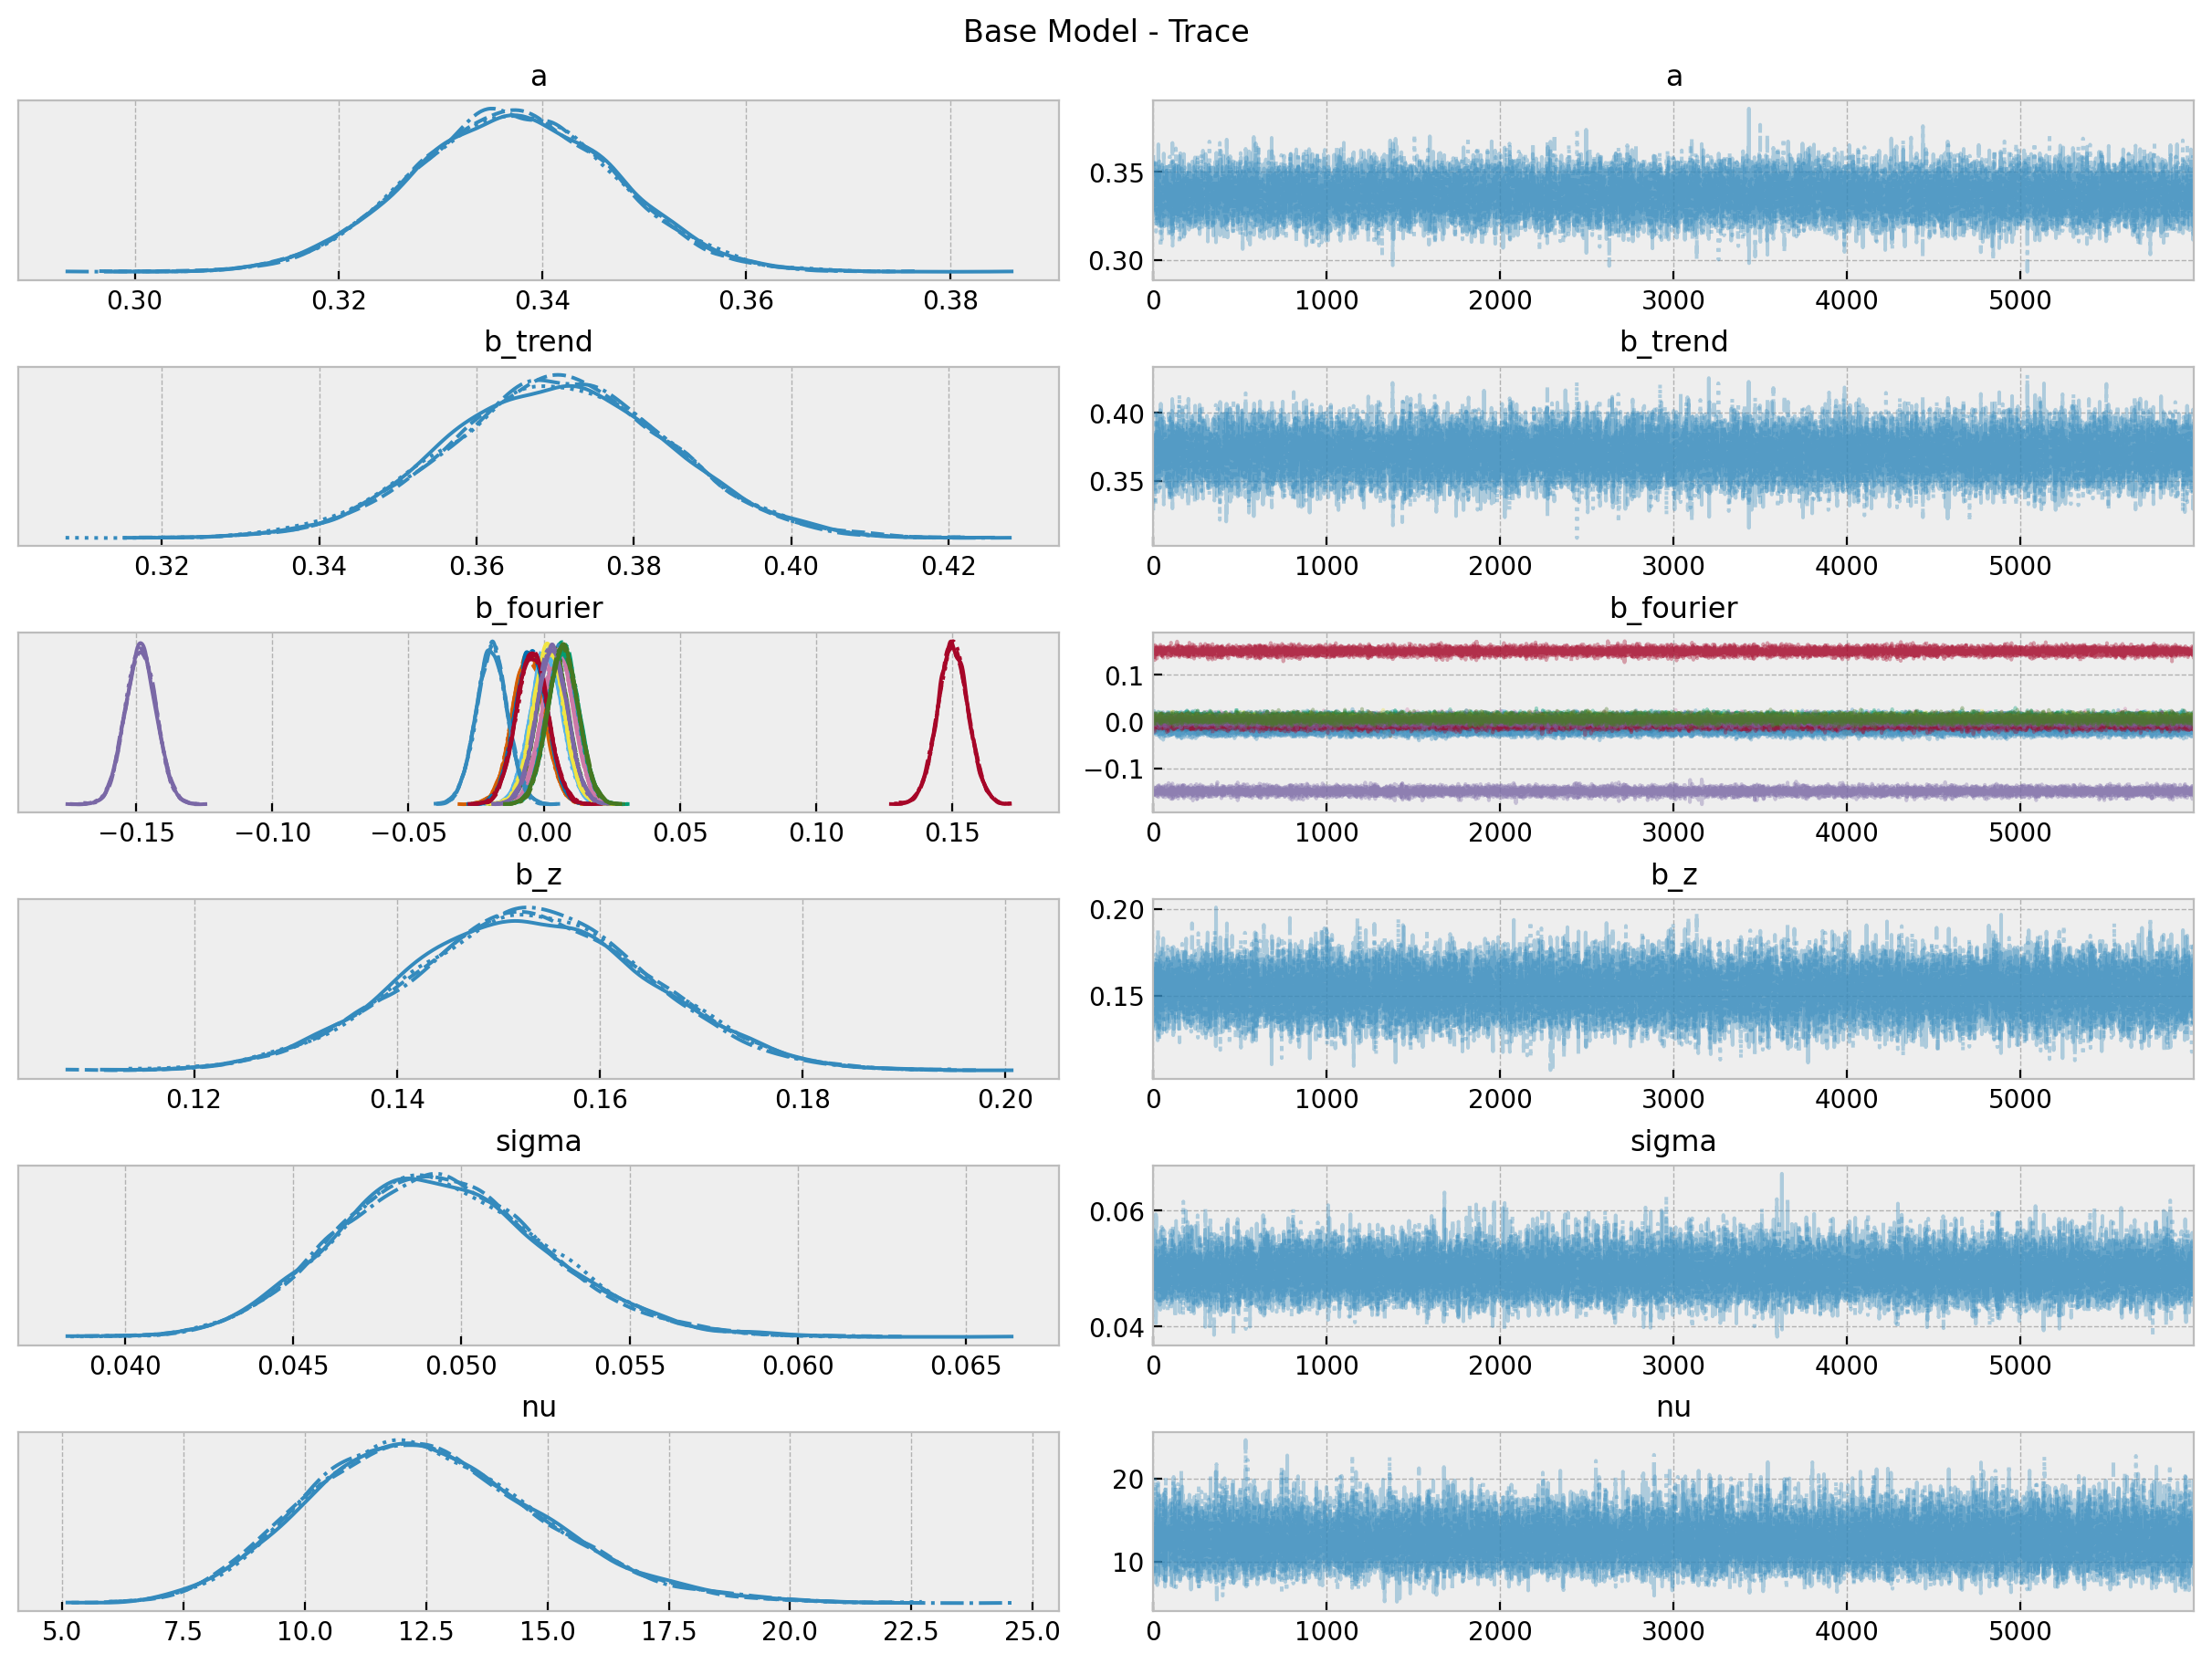 Base Model - Trace
a a
0.35
0.30
0.30 0.32 0.34 0.36 0.38 0 1000 2000 3000 4000 5000
b_trend b_trend
0.40
0.35
0.32 0.34 0.36 0.38 0.40 0.42 0 1000 2000 3000 4000 5000
b_fourier b_fourier
0.1
0.0
−0.1
−0.15 −0.10 −0.05 0.00 0.05 0.10 0.15 0 1000 2000 3000 4000 5000
b_z b_z
0.20
0.15
0.12 0.14 0.16 0.18 0.20 0 1000 2000 3000 4000 5000
sigma sigma
0.06
0.04
0.040 0.045 0.050 0.055 0.060 0.065 0 1000 2000 3000 4000 5000
nu nu
20
10
5.0 7.5 10.0 12.5 15.0 17.5 20.0 22.5 25.0 0 1000 2000 3000 4000 5000